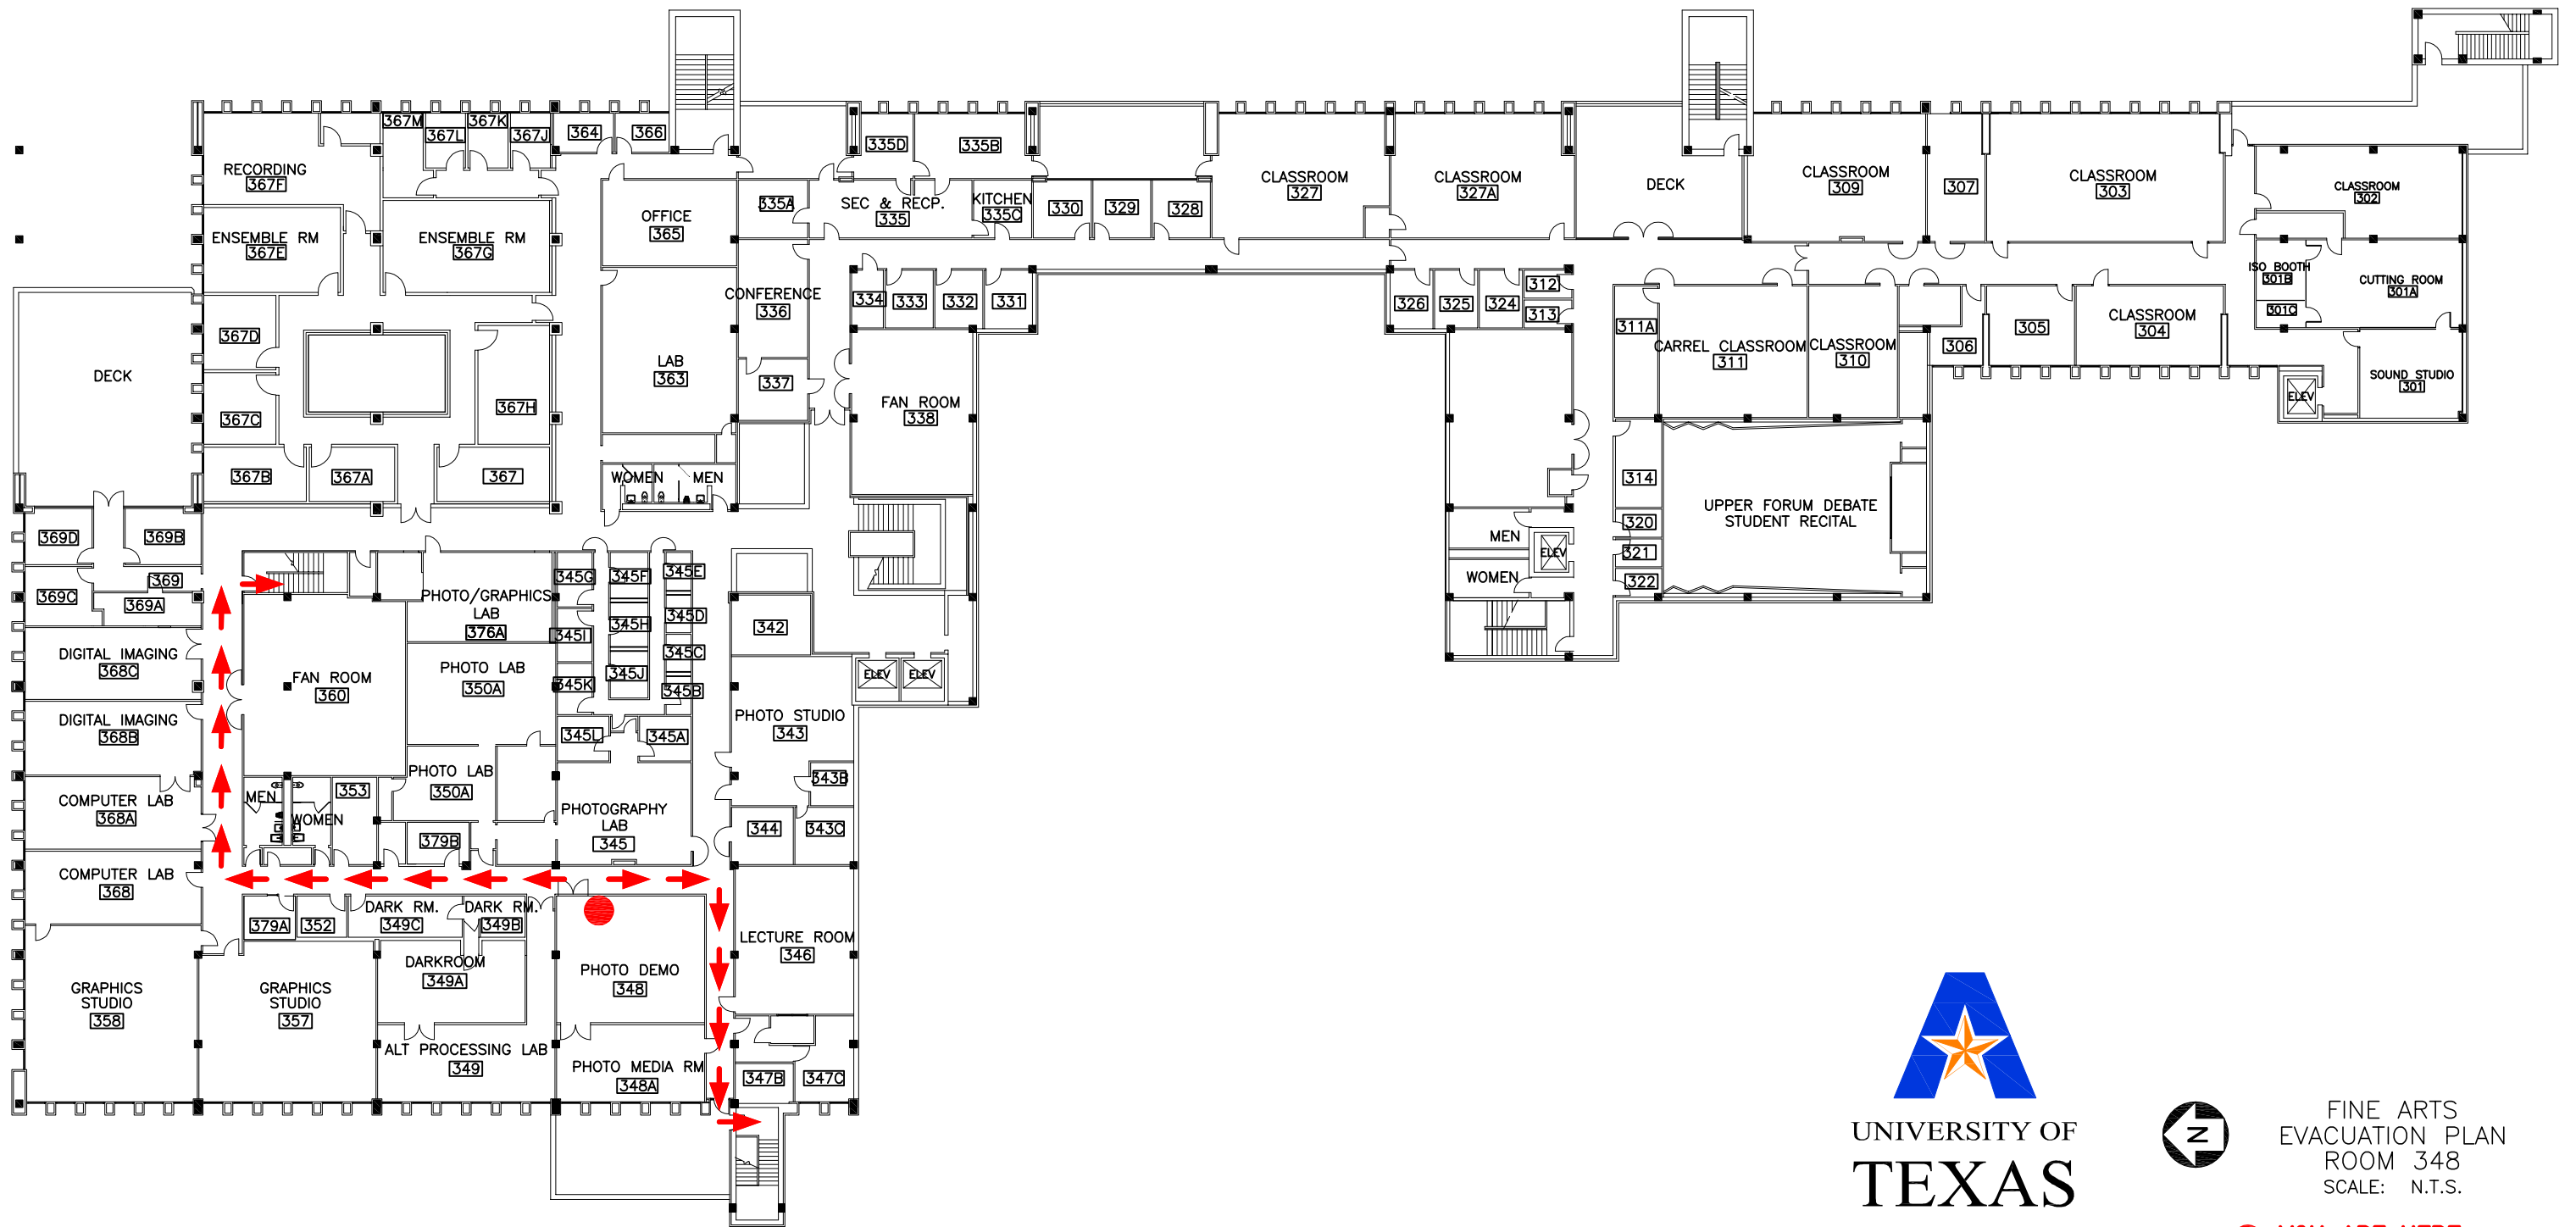 367M
367L
367K
367J
364
366
335D
335B
RECORDING
367F
ENSEMBLE RM
367E
ENSEMBLE RM
367G
OFFICE
365
335A
SEC & RECP.
335
KITCHEN
335C
330
329
328
CLASSROOM
327
CLASSROOM
327A
DECK
CLASSROOM
309
307
CLASSROOM
303
CLASSROOM
302
ISO BOOTH
301B
301C
CUTTING ROOM
301A
SOUND STUDIO
301
ELEV
DECK
367D
367C
367H
367B
367A
367
LAB
363
CONFERENCE
336
337
334
333
332
331
FAN ROOM
338
326
325
324
312
313
311A
CARREL CLASSROOM
311
CLASSROOM
310
306
305
CLASSROOM
304
WOMEN
MEN
314
320
321
322
UPPER FORUM DEBATE
STUDENT RECITAL
MEN
WOMEN
ELEV
369D
369B
369
369C
369A
345G
345F
345E
PHOTO/GRAPHICS
LAB
376A
345D
345H
345I
345C
345J
345K
345B
342
DIGITAL IMAGING
368C
FAN ROOM
360
PHOTO LAB
350A
ELEV
ELEV
DIGITAL IMAGING
368B
345L
345A
PHOTO STUDIO
343
343B
COMPUTER LAB
368A
MEN
WOMEN
353
PHOTO LAB
350A
379B
PHOTOGRAPHY
LAB
345
344
343C
COMPUTER LAB
368
379A
352
DARK RM.
349C
DARK RM.
349B
LECTURE ROOM
346
GRAPHICS
STUDIO
358
GRAPHICS
STUDIO
357
DARKROOM
349A
PHOTO DEMO
348
ALT PROCESSING LAB
349
PHOTO MEDIA RM
348A
347B
347C
UNIVERSITY OF
TEXAS
N
FINE ARTS
EVACUATION PLAN
ROOM 348
SCALE: N.T.S.
YOU ARE HERE